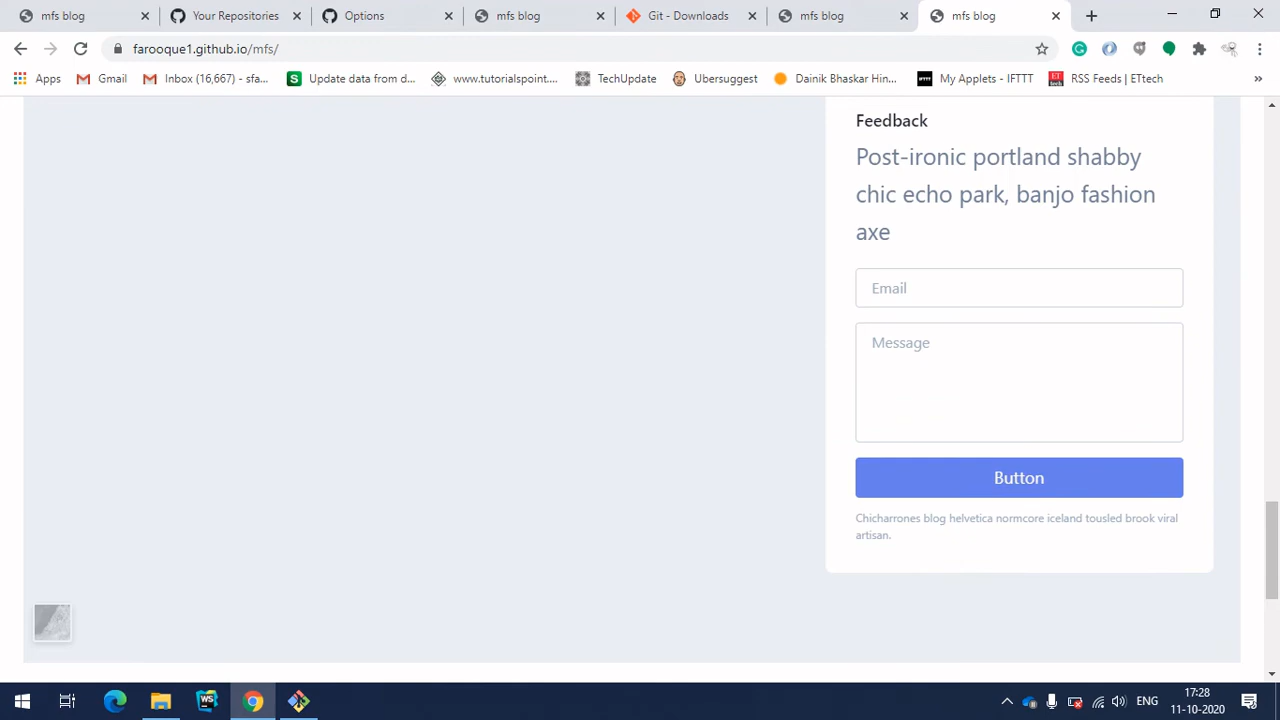 mfs blog
Your Repositories
Options
mfs blog
Git - Downloads
mfs blog
mfs blog
farooque1.github.io/mfs/
Apps
Gmail
Inbox (16,667) - sfa...
Update data from d...
www.tutorialspoint....
TechUpdate
Ubersuggest
Dainik Bhaskar Hin...
My Applets - IFTTT
RSS Feeds | ETtech
»
Feedback
Post-ironic portland shabby
chic echo park, banjo fashion
axe
Email
Message
Button
Chicharrones blog helvetica normcore iceland tousled brook viral
artisan.
ENG
17:28
11-10-2020